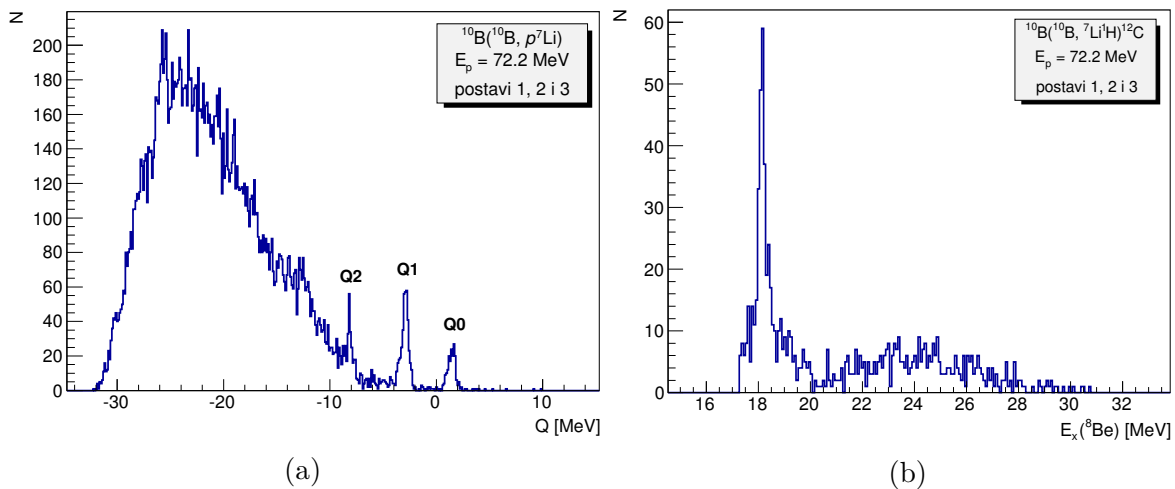 N
200
180
160
140
120
100
80
60
40
20
0
-30
-20
-10
0
10
Q [MeV]
¹⁰B(¹⁰B, p⁷Li)
Eₚ = 72.2 MeV
postavi 1, 2 i 3
Q2
Q1
Q0
(a)
N
60
50
40
30
20
10
0
16
18
20
22
24
26
28
30
32
Eₓ(⁸Be) [MeV]
¹⁰B(¹⁰B, ⁷Li¹H)¹²C
Eₚ = 72.2 MeV
postavi 1, 2 i 3
(b)